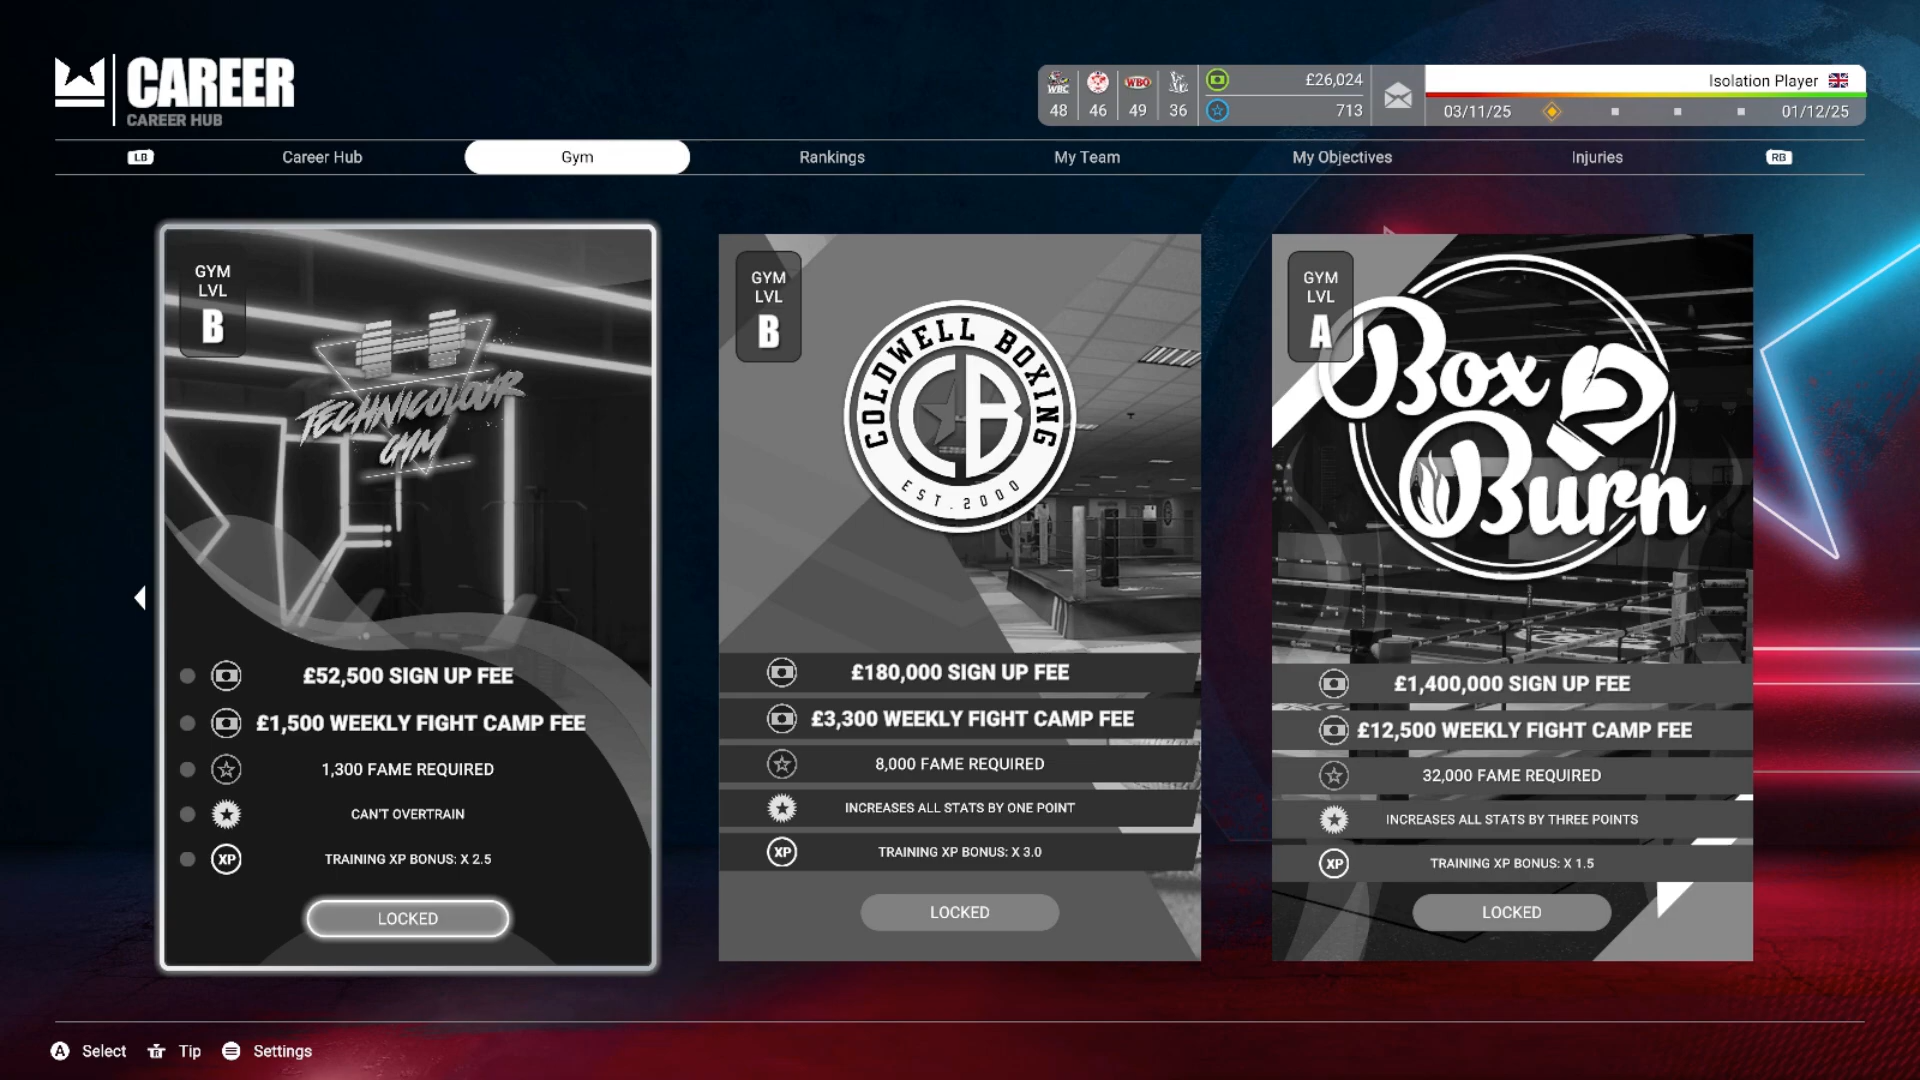 CAREER
CAREER HUB
WBC
WBO
48
46
49
36
£26,024
713
Isolation Player
03/11/25
01/12/25
LB
Career Hub
Gym
Rankings
My Team
My Objectives
Injuries
RB
GYM
LVL
B
TECHNICOLOUR
GYM
£52,500 SIGN UP FEE
£1,500 WEEKLY FIGHT CAMP FEE
1,300 FAME REQUIRED
CAN'T OVERTRAIN
XP
TRAINING XP BONUS: X 2.5
LOCKED
GYM
LVL
B
COLDWELL BOXING
CB
EST. 2000
£180,000 SIGN UP FEE
£3,300 WEEKLY FIGHT CAMP FEE
8,000 FAME REQUIRED
INCREASES ALL STATS BY ONE POINT
XP
TRAINING XP BONUS: X 3.0
LOCKED
GYM
LVL
A
Box
2
Burn
£1,400,000 SIGN UP FEE
£12,500 WEEKLY FIGHT CAMP FEE
32,000 FAME REQUIRED
INCREASES ALL STATS BY THREE POINTS
XP
TRAINING XP BONUS: X 1.5
LOCKED
A Select
Tip
Settings